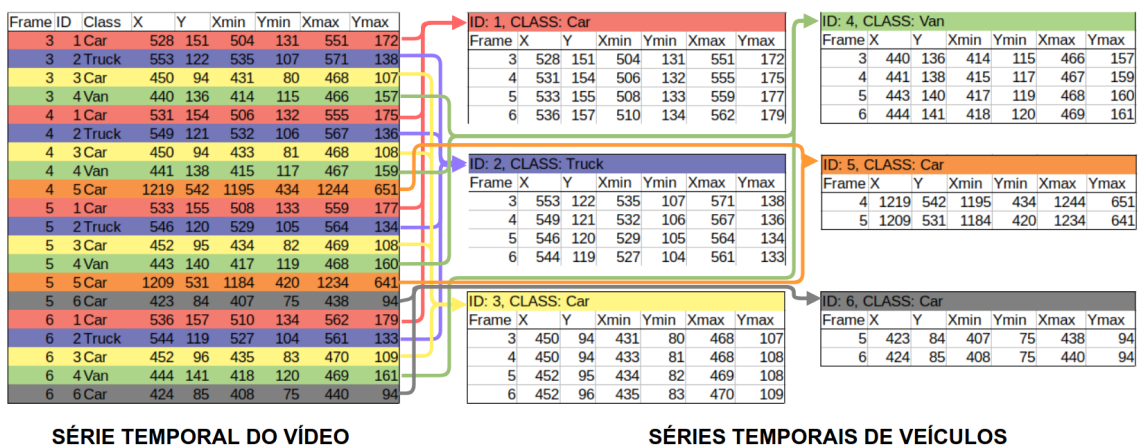 Frame ID Class X Y Xmin Ymin Xmax Ymax
3 1 Car 528 151 504 131 551 172
3 2 Truck 553 122 535 107 571 138
3 3 Car 450 94 431 80 468 107
3 4 Van 440 136 414 115 466 157
4 1 Car 531 154 506 132 555 175
4 2 Truck 549 121 532 106 567 136
4 3 Car 450 94 433 81 468 108
4 4 Van 441 138 415 117 467 159
4 5 Car 1219 542 1195 434 1244 651
5 1 Car 533 155 508 133 559 177
5 2 Truck 546 120 529 105 564 134
5 3 Car 452 95 434 82 469 108
5 4 Van 443 140 417 119 468 160
5 5 Car 1209 531 1184 420 1234 641
5 6 Car 423 84 407 75 438 94
6 1 Car 536 157 510 134 562 179
6 2 Truck 544 119 527 104 561 133
6 3 Car 452 96 435 83 470 109
6 4 Van 444 141 418 120 469 161
6 6 Car 424 85 408 75 440 94
SÉRIE TEMPORAL DO VÍDEO
ID: 1, CLASS: Car
Frame X Y Xmin Ymin Xmax Ymax
3 528 151 504 131 551 172
4 531 154 506 132 555 175
5 533 155 508 133 559 177
6 536 157 510 134 562 179
ID: 2, CLASS: Truck
Frame X Y Xmin Ymin Xmax Ymax
3 553 122 535 107 571 138
4 549 121 532 106 567 136
5 546 120 529 105 564 134
6 544 119 527 104 561 133
ID: 3, CLASS: Car
Frame X Y Xmin Ymin Xmax Ymax
3 450 94 431 80 468 107
4 450 94 433 81 468 108
5 452 95 434 82 469 108
6 452 96 435 83 470 109
ID: 4, CLASS: Van
Frame X Y Xmin Ymin Xmax Ymax
3 440 136 414 115 466 157
4 441 138 415 117 467 159
5 443 140 417 119 468 160
6 444 141 418 120 469 161
ID: 5, CLASS: Car
Frame X Y Xmin Ymin Xmax Ymax
4 1219 542 1195 434 1244 651
5 1209 531 1184 420 1234 641
ID: 6, CLASS: Car
Frame X Y Xmin Ymin Xmax Ymax
5 423 84 407 75 438 94
6 424 85 408 75 440 94
SÉRIES TEMPORAIS DE VEÍCULOS